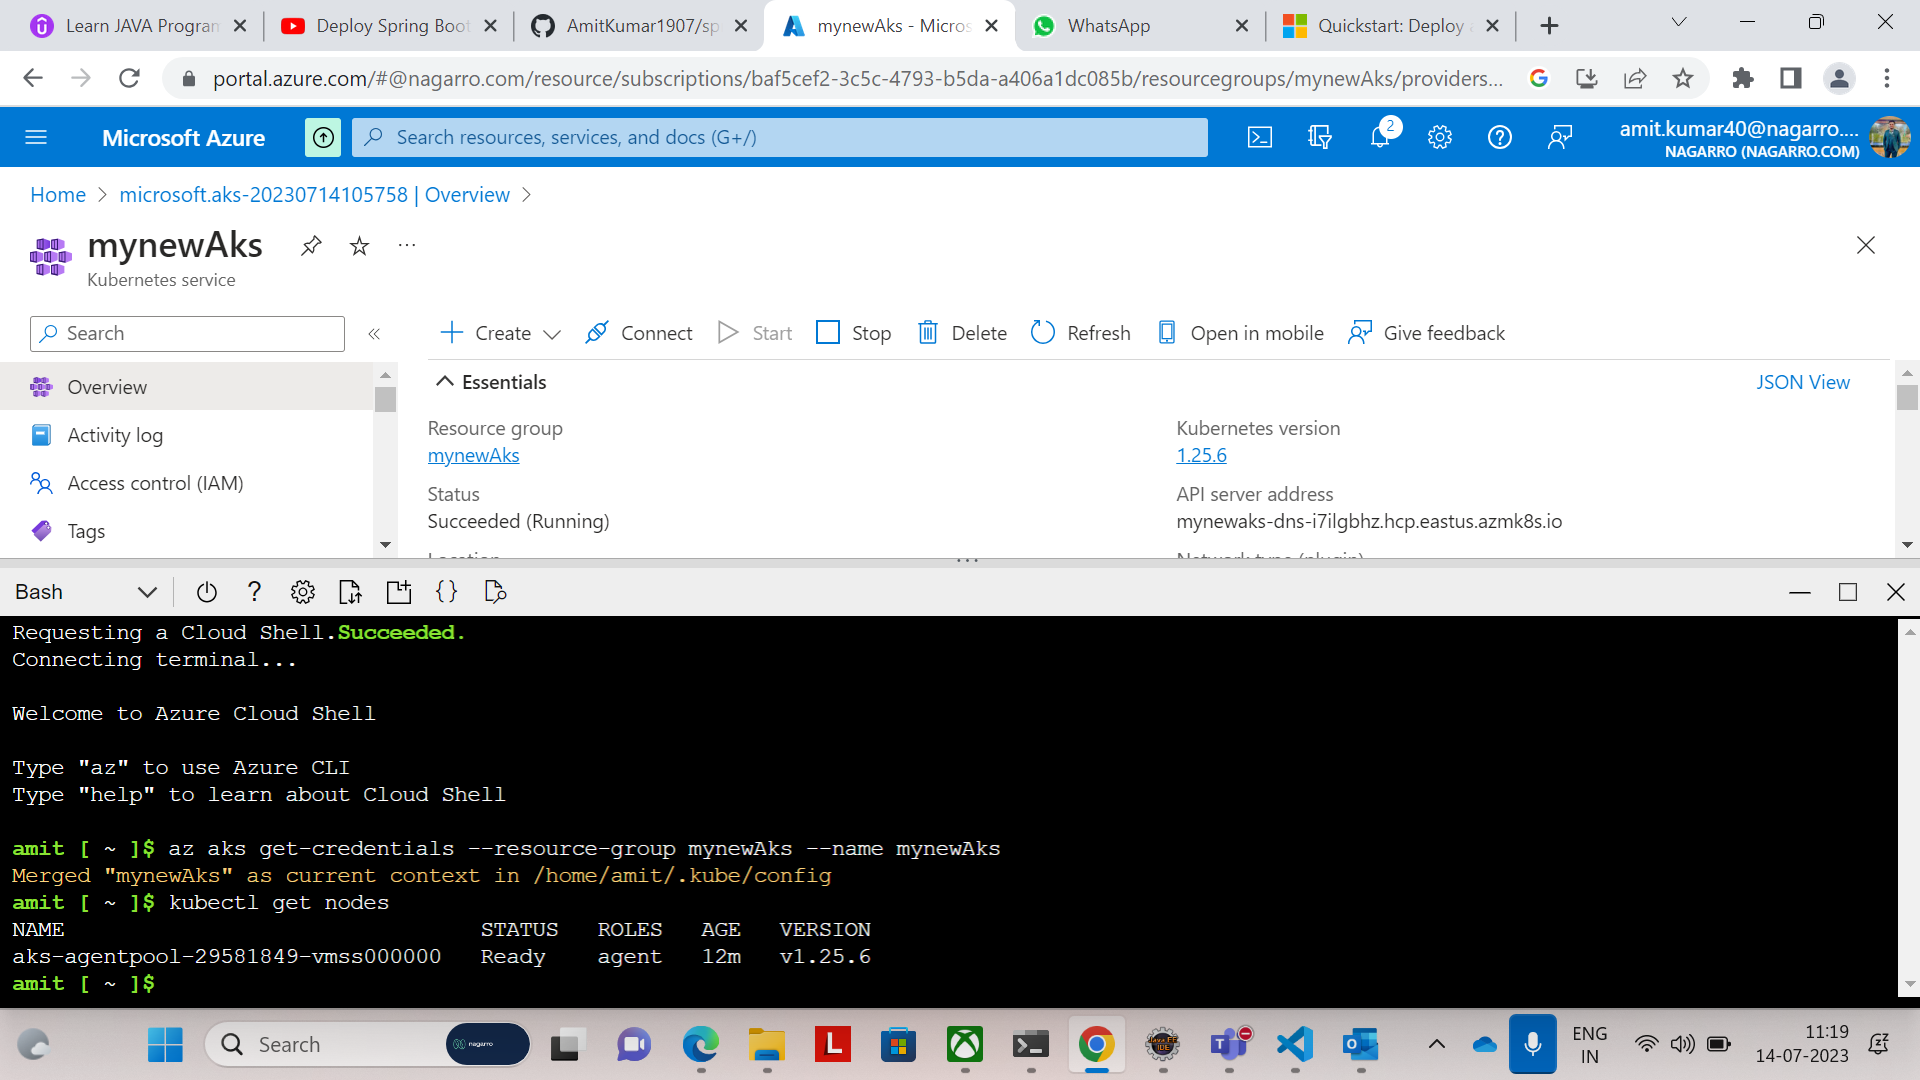 Learn JAVA Program
Deploy Spring Boot
AmitKumar1907/sp
mynewAks - Micros
WhatsApp
Quickstart: Deploy
portal.azure.com/#@nagarro.com/resource/subscriptions/baf5cef2-3c5c-4793-b5da-a406a1dc085b/resourcegroups/mynewAks/providers...
Microsoft Azure
Search resources, services, and docs (G+/)
2
amit.kumar40@nagarro....
NAGARRO (NAGARRO.COM)
Home > microsoft.aks-20230714105758 | Overview >
mynewAks
Kubernetes service
Search
Create
Connect
Start
Stop
Delete
Refresh
Open in mobile
Give feedback
Overview
Activity log
Access control (IAM)
Tags
Essentials
JSON View
Resource group
mynewAks
Status
Succeeded (Running)
Location
Kubernetes version
1.25.6
API server address
mynewaks-dns-i7ilgbhz.hcp.eastus.azmk8s.io
Network type (plugin)
Bash
Requesting a Cloud Shell.Succeeded.
Connecting terminal...
Welcome to Azure Cloud Shell
Type "az" to use Azure CLI
Type "help" to learn about Cloud Shell
amit [ ~ ]$ az aks get-credentials --resource-group mynewAks --name mynewAks
Merged "mynewAks" as current context in /home/amit/.kube/config
amit [ ~ ]$ kubectl get nodes
NAME STATUS ROLES AGE VERSION
aks-agentpool-29581849-vmss000000 Ready agent 12m v1.25.6
amit [ ~ ]$
Search
nagarro
ENG
IN
11:19
14-07-2023